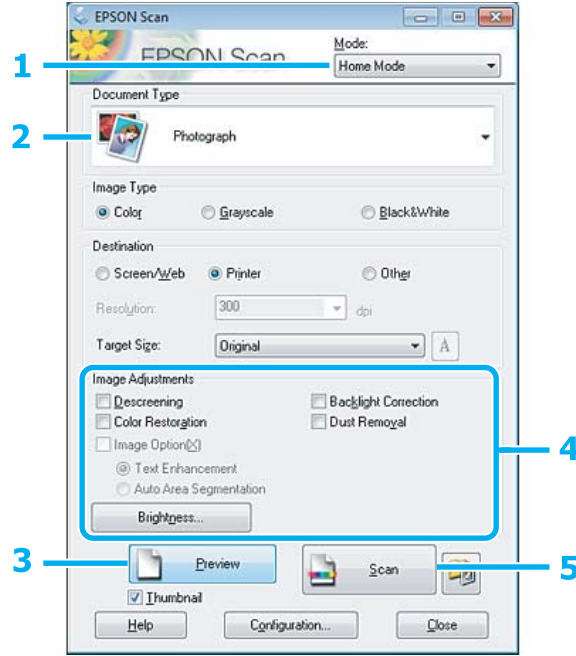 EPSON Scan
EPSON Scan
Mode:
1
Home Mode
Document Type
2
Photograph
Image Type
Color
Grayscale
Black&White
Destination
Screen/Web
Printer
Other
Resolution:
300
dpi
Target Size:
Original
A
Image Adjustments
Descreening
Backlight Correction
Color Restoration
Dust Removal
Image Option(X)
4
Text Enhancement
Auto Area Segmentation
Brightness...
3
Preview
Scan
5
Thumbnail
Help
Configuration...
Close